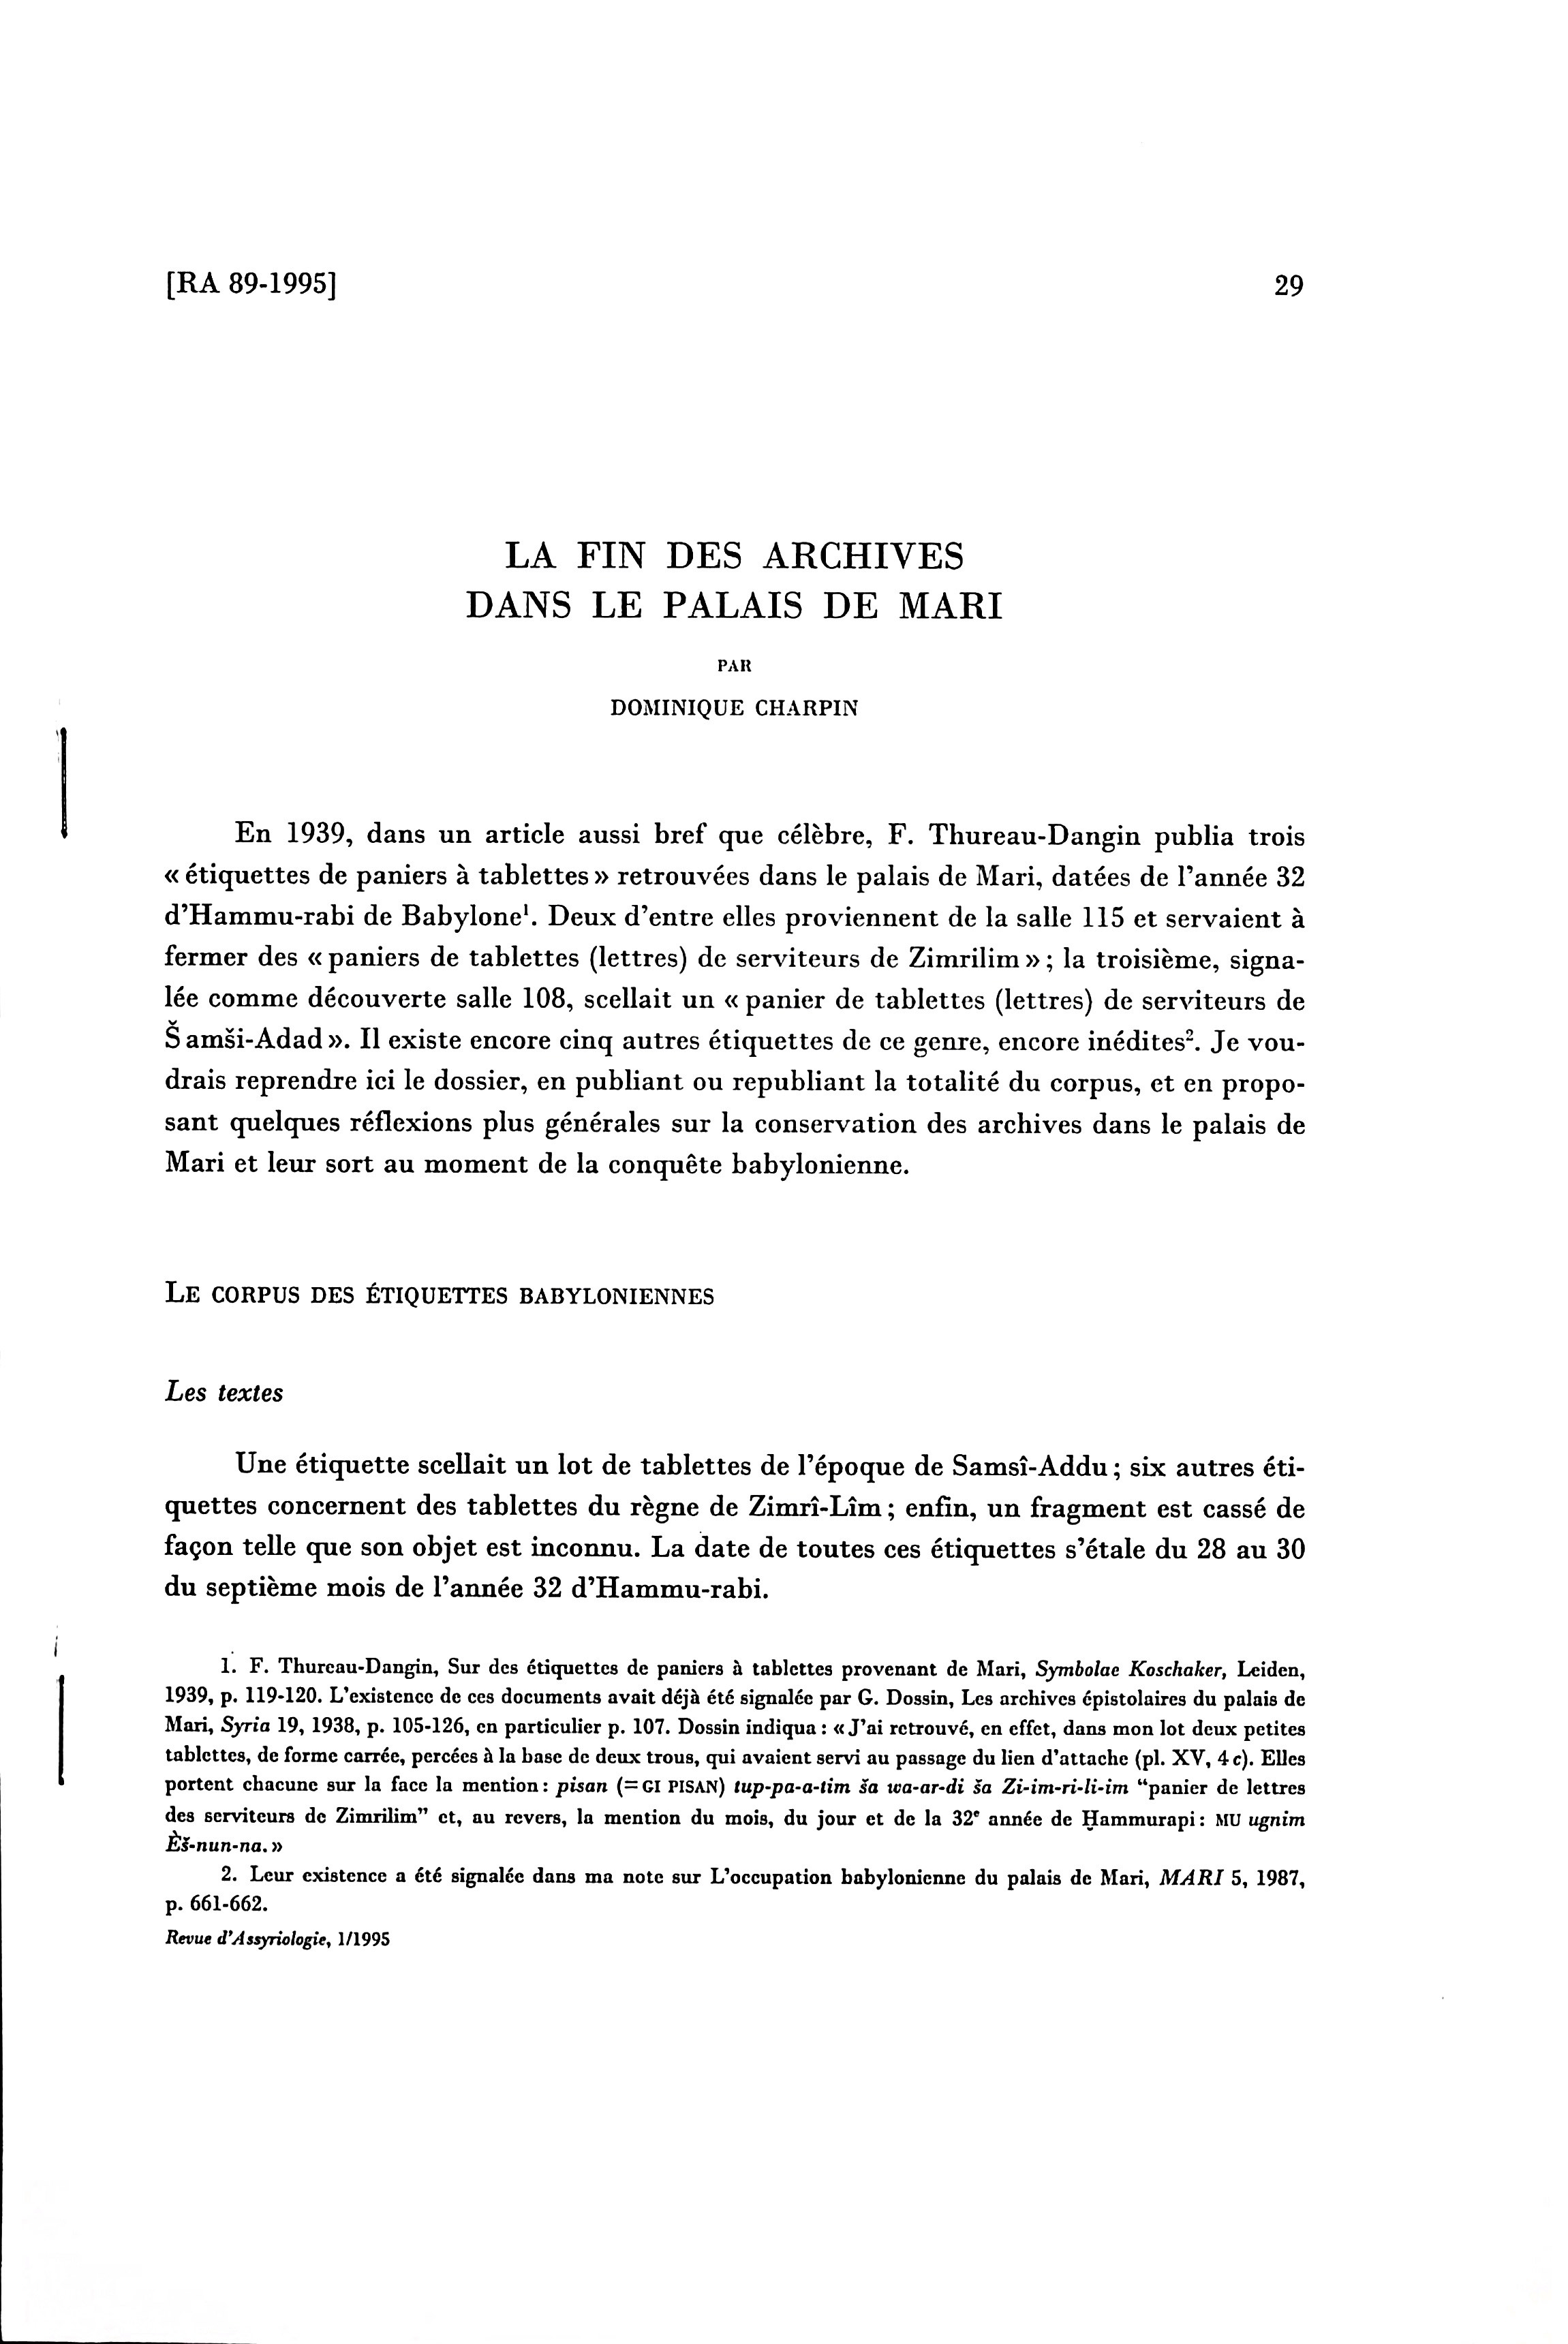 [RA 89-1995] 29
LA FIN DES ARCHIVES
DANS LE PALAIS DE MARI
PAR
DOMINIQUE CHARPIN
En 1939, dans un article aussi bref que célèbre, F. Thureau-Dangin publia trois
« étiquettes de paniers à tablettes » retrouvées dans le palais de Mari, datées de l'année 32
d'Hammu-rabi de Babylone¹. Deux d'entre elles proviennent de la salle 115 et servaient à
fermer des « paniers de tablettes (lettres) de serviteurs de Zimrilim » ; la troisième, signa-
lée comme découverte salle 108, scellait un « panier de tablettes (lettres) de serviteurs de
Šamši-Adad ». Il existe encore cinq autres étiquettes de ce genre, encore inédites². Je vou-
drais reprendre ici le dossier, en publiant ou republiant la totalité du corpus, et en propo-
sant quelques réflexions plus générales sur la conservation des archives dans le palais de
Mari et leur sort au moment de la conquête babylonienne.
LE CORPUS DES ÉTIQUETTES BABYLONIENNES
Les textes
Une étiquette scellait un lot de tablettes de l'époque de Samsî-Addu ; six autres éti-
quettes concernent des tablettes du règne de Zimrî-Lîm ; enfin, un fragment est cassé de
façon telle que son objet est inconnu. La date de toutes ces étiquettes s'étale du 28 au 30
du septième mois de l'année 32 d'Hammu-rabi.
1. F. Thureau-Dangin, Sur des étiquettes de paniers à tablettes provenant de Mari, Symbolae Koschaker, Leiden,
1939, p. 119-120. L'existence de ces documents avait déjà été signalée par G. Dossin, Les archives épistolaires du palais de
Mari, Syria 19, 1938, p. 105-126, en particulier p. 107. Dossin indiqua : « J'ai retrouvé, en effet, dans mon lot deux petites
tablettes, de forme carrée, percées à la base de deux trous, qui avaient servi au passage du lien d'attache (pl. XV, 4 c). Elles
portent chacune sur la face la mention : pisan (= GI PISAN) tup-pa-a-tim ša wa-ar-di ša Zi-im-ri-li-im “panier de lettres
des serviteurs de Zimrilim” et, au revers, la mention du mois, du jour et de la 32e année de Ḫammurapi : MU ugnim
Èš-nun-na. »
2. Leur existence a été signalée dans ma note sur L'occupation babylonienne du palais de Mari, MARI 5, 1987,
p. 661-662.
Revue d'Assyriologie, 1/1995